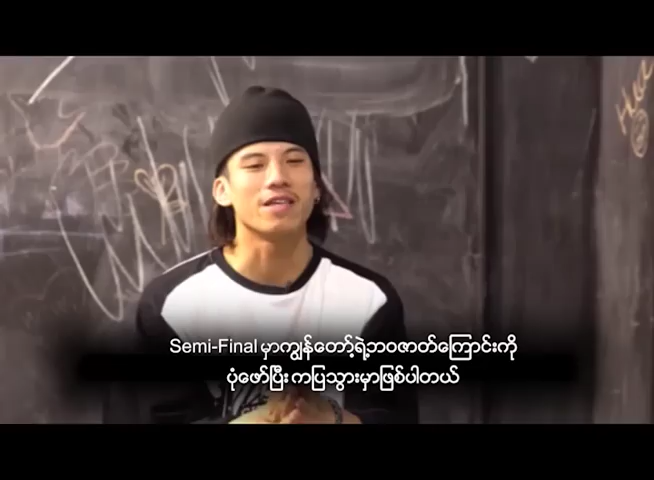 Semi-Final မှာကျွန်တော့်ရဲ့ဘဝဇာတ်ကြောင်းကို
ပုံဖော်ပြီး ကပြသွားမှာဖြစ်ပါတယ်